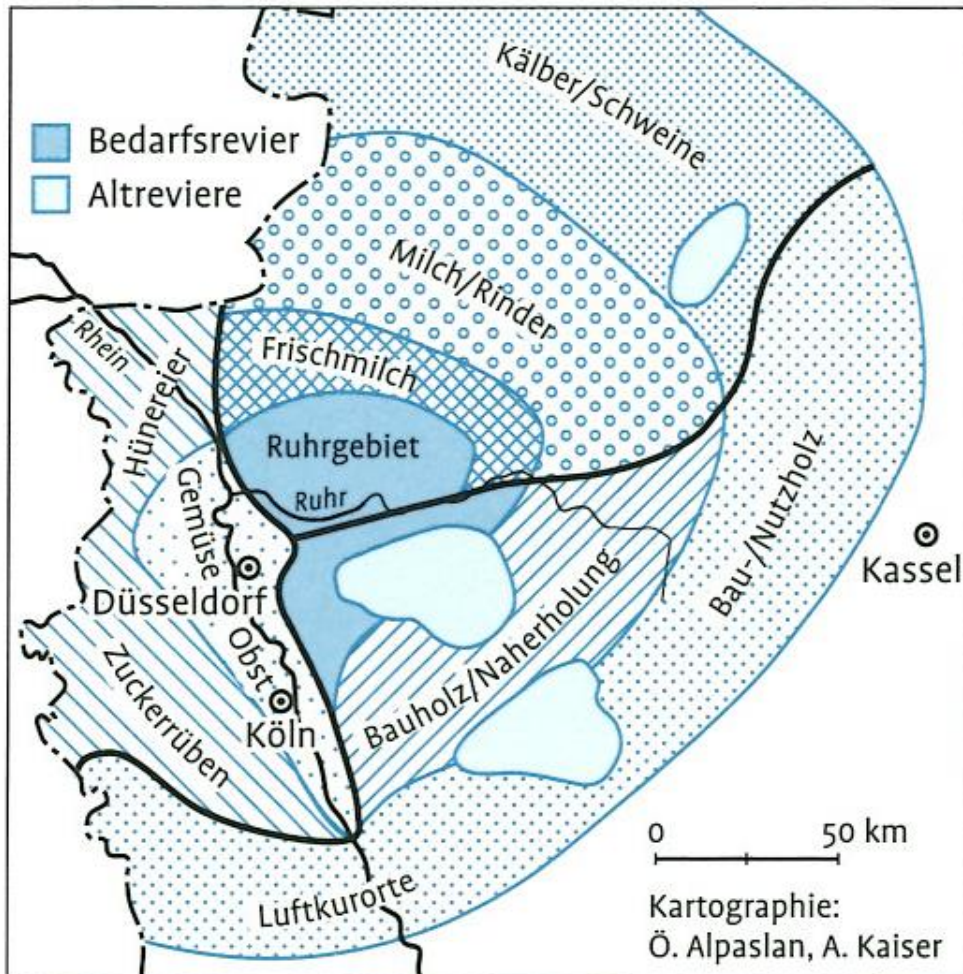 Kälber/Schweine
Bedarfsrevier
Altreviere
Milch/Rinder
Rhein
Hünereier
Frischmilch
Ruhrgebiet
Ruhr
Gemüse
Bau-/Nutzholz
Kassel
Düsseldorf
Obst
Bauholz/Naherholung
Zuckerrüben
Köln
0 50 km
Luftkurorte
Kartographie:
Ö. Alpaslan, A. Kaiser